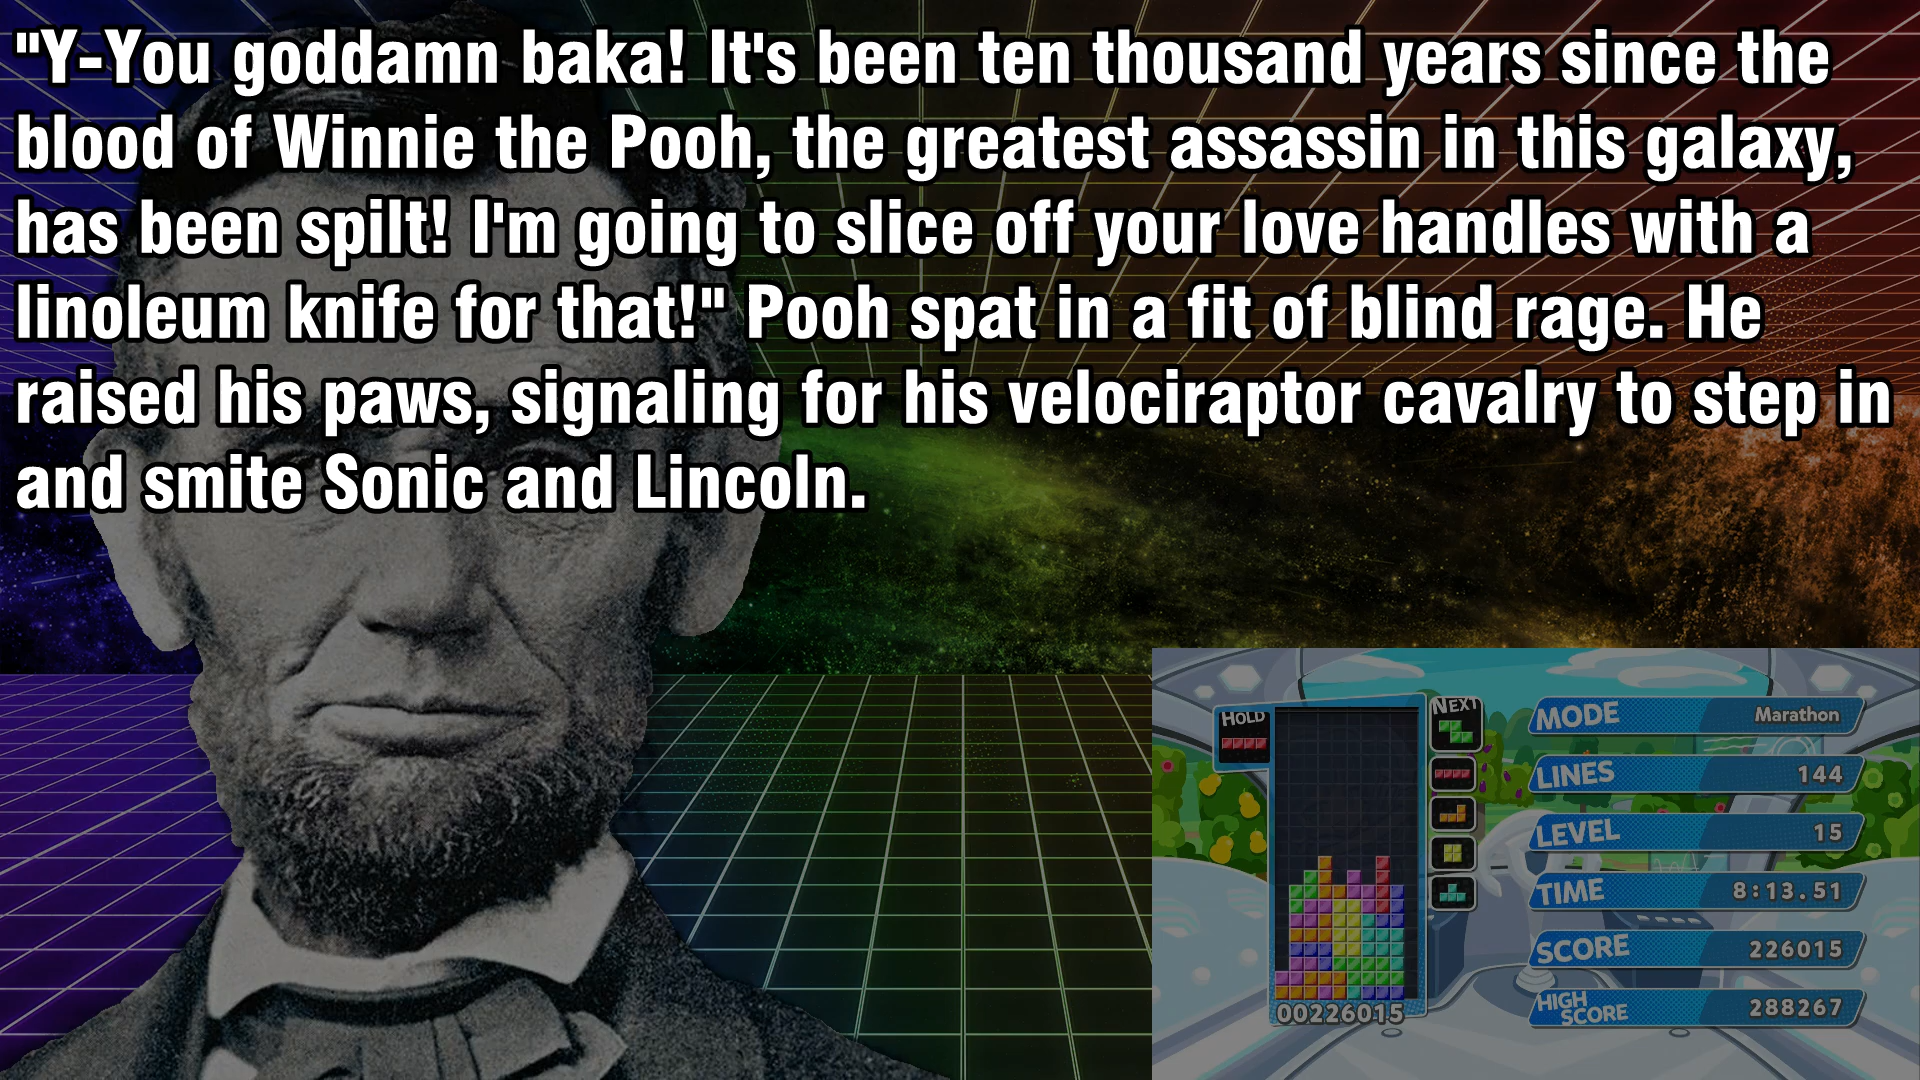 "Y-You goddamn baka! It's been ten thousand years since the
blood of Winnie the Pooh, the greatest assassin in this galaxy,
has been spilt! I'm going to slice off your love handles with a
linoleum knife for that!" Pooh spat in a fit of blind rage. He
raised his paws, signaling for his velociraptor cavalry to step in
and smite Sonic and Lincoln.
HOLD
NEXT
MODE Marathon
LINES 144
LEVEL 15
TIME 8:13.51
SCORE 226015
HIGH SCORE 288267
00226015